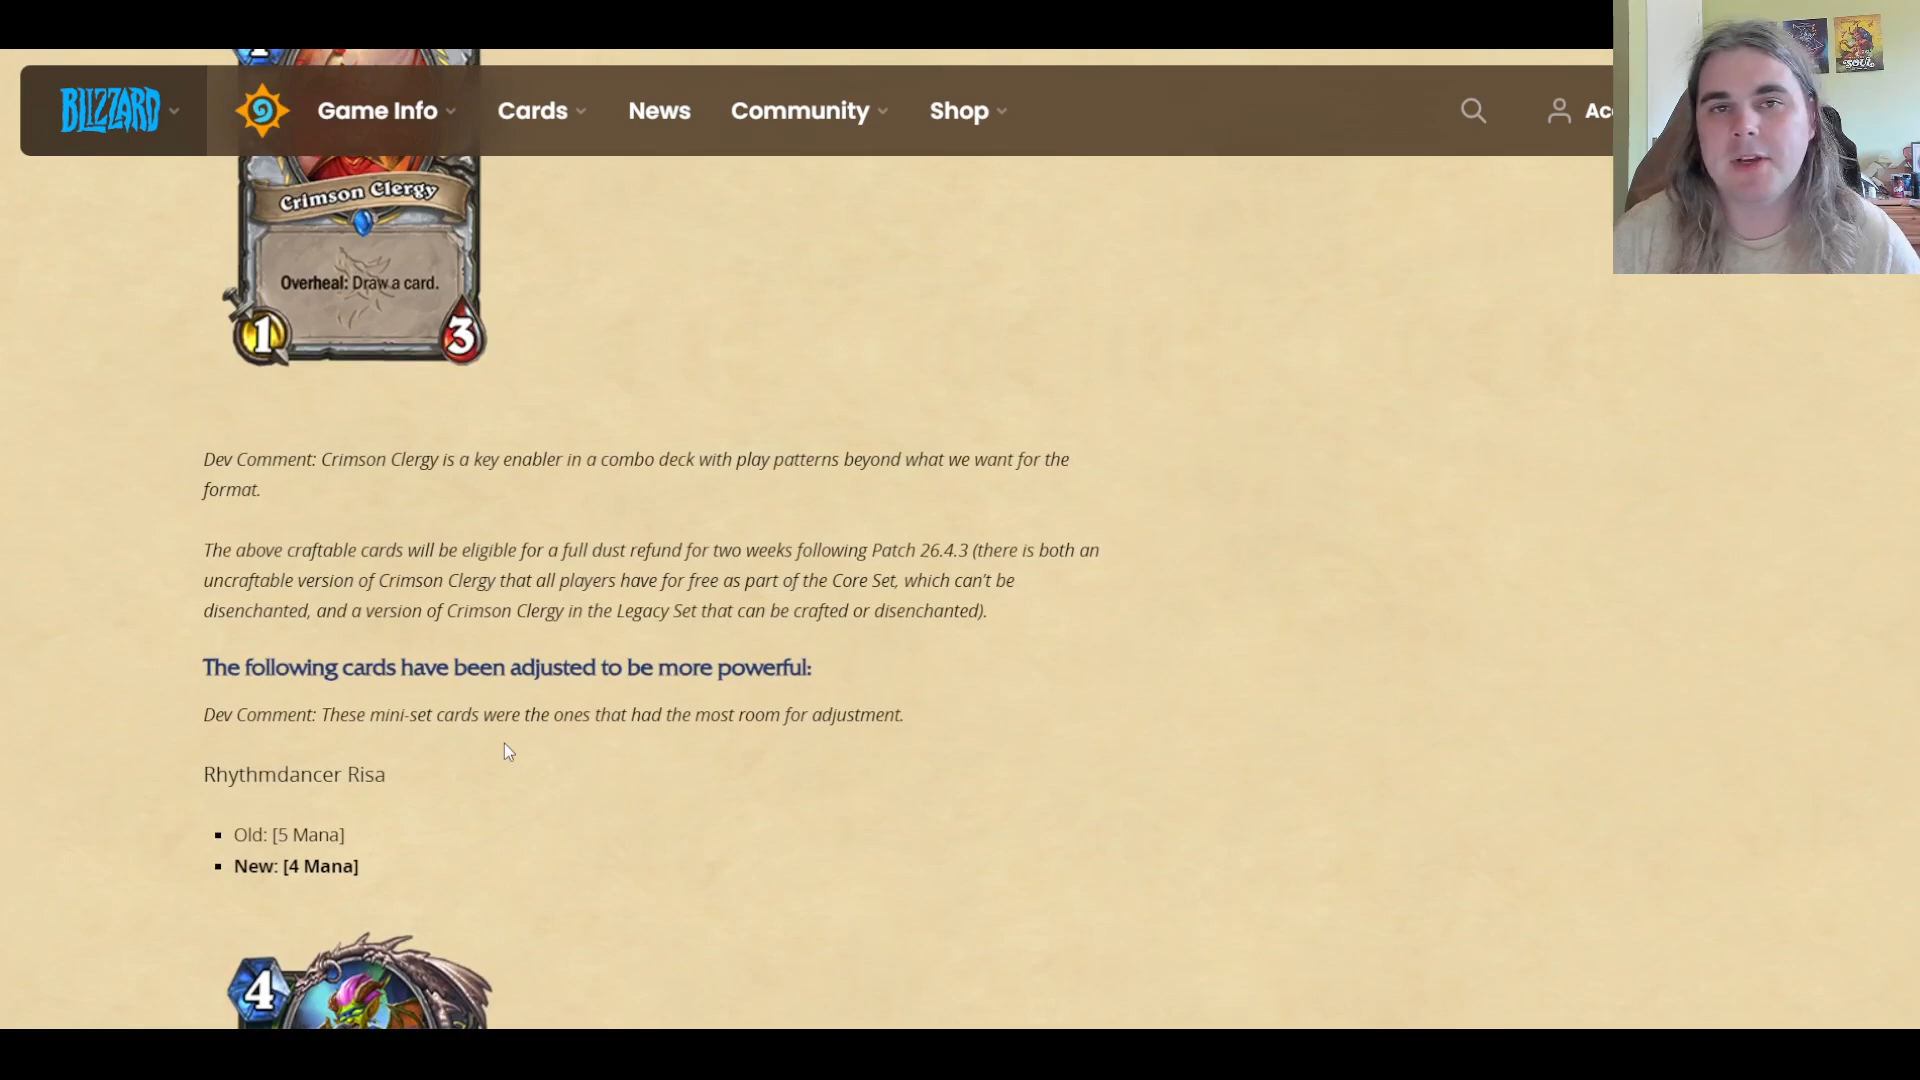 BLIZZARD
Game Info
Cards
News
Community
Shop
Crimson Clergy
Overheal: Draw a card.
1
3
SOUL
Dev Comment: Crimson Clergy is a key enabler in a combo deck with play patterns beyond what we want for the
format.
The above craftable cards will be eligible for a full dust refund for two weeks following Patch 26.4.3 (there is both an
uncraftable version of Crimson Clergy that all players have for free as part of the Core Set, which can't be
disenchanted, and a version of Crimson Clergy in the Legacy Set that can be crafted or disenchanted).
The following cards have been adjusted to be more powerful:
Dev Comment: These mini-set cards were the ones that had the most room for adjustment.
Rhythmdancer Risa
▪ Old: [5 Mana]
▪ New: [4 Mana]
4